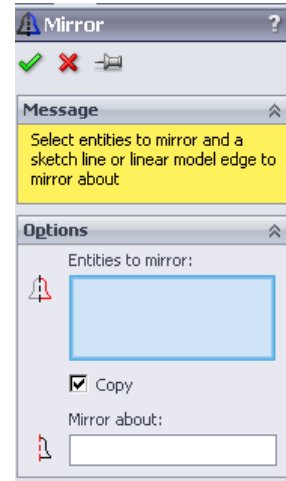 Mirror ?
Message
Select entities to mirror and a
sketch line or linear model edge to
mirror about
Options
Entities to mirror:
Copy
Mirror about: